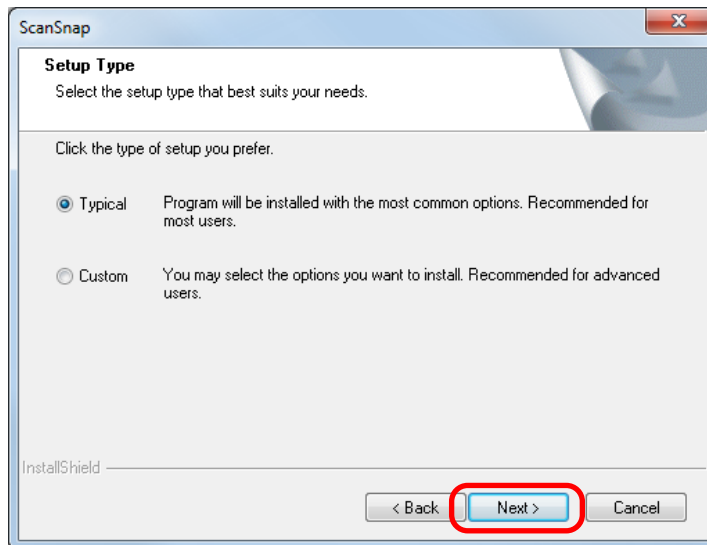 ScanSnap
Setup Type
Select the setup type that best suits your needs.
Click the type of setup you prefer.
Typical Program will be installed with the most common options. Recommended for
most users.
Custom You may select the options you want to install. Recommended for advanced
users.
InstallShield
< Back Next > Cancel